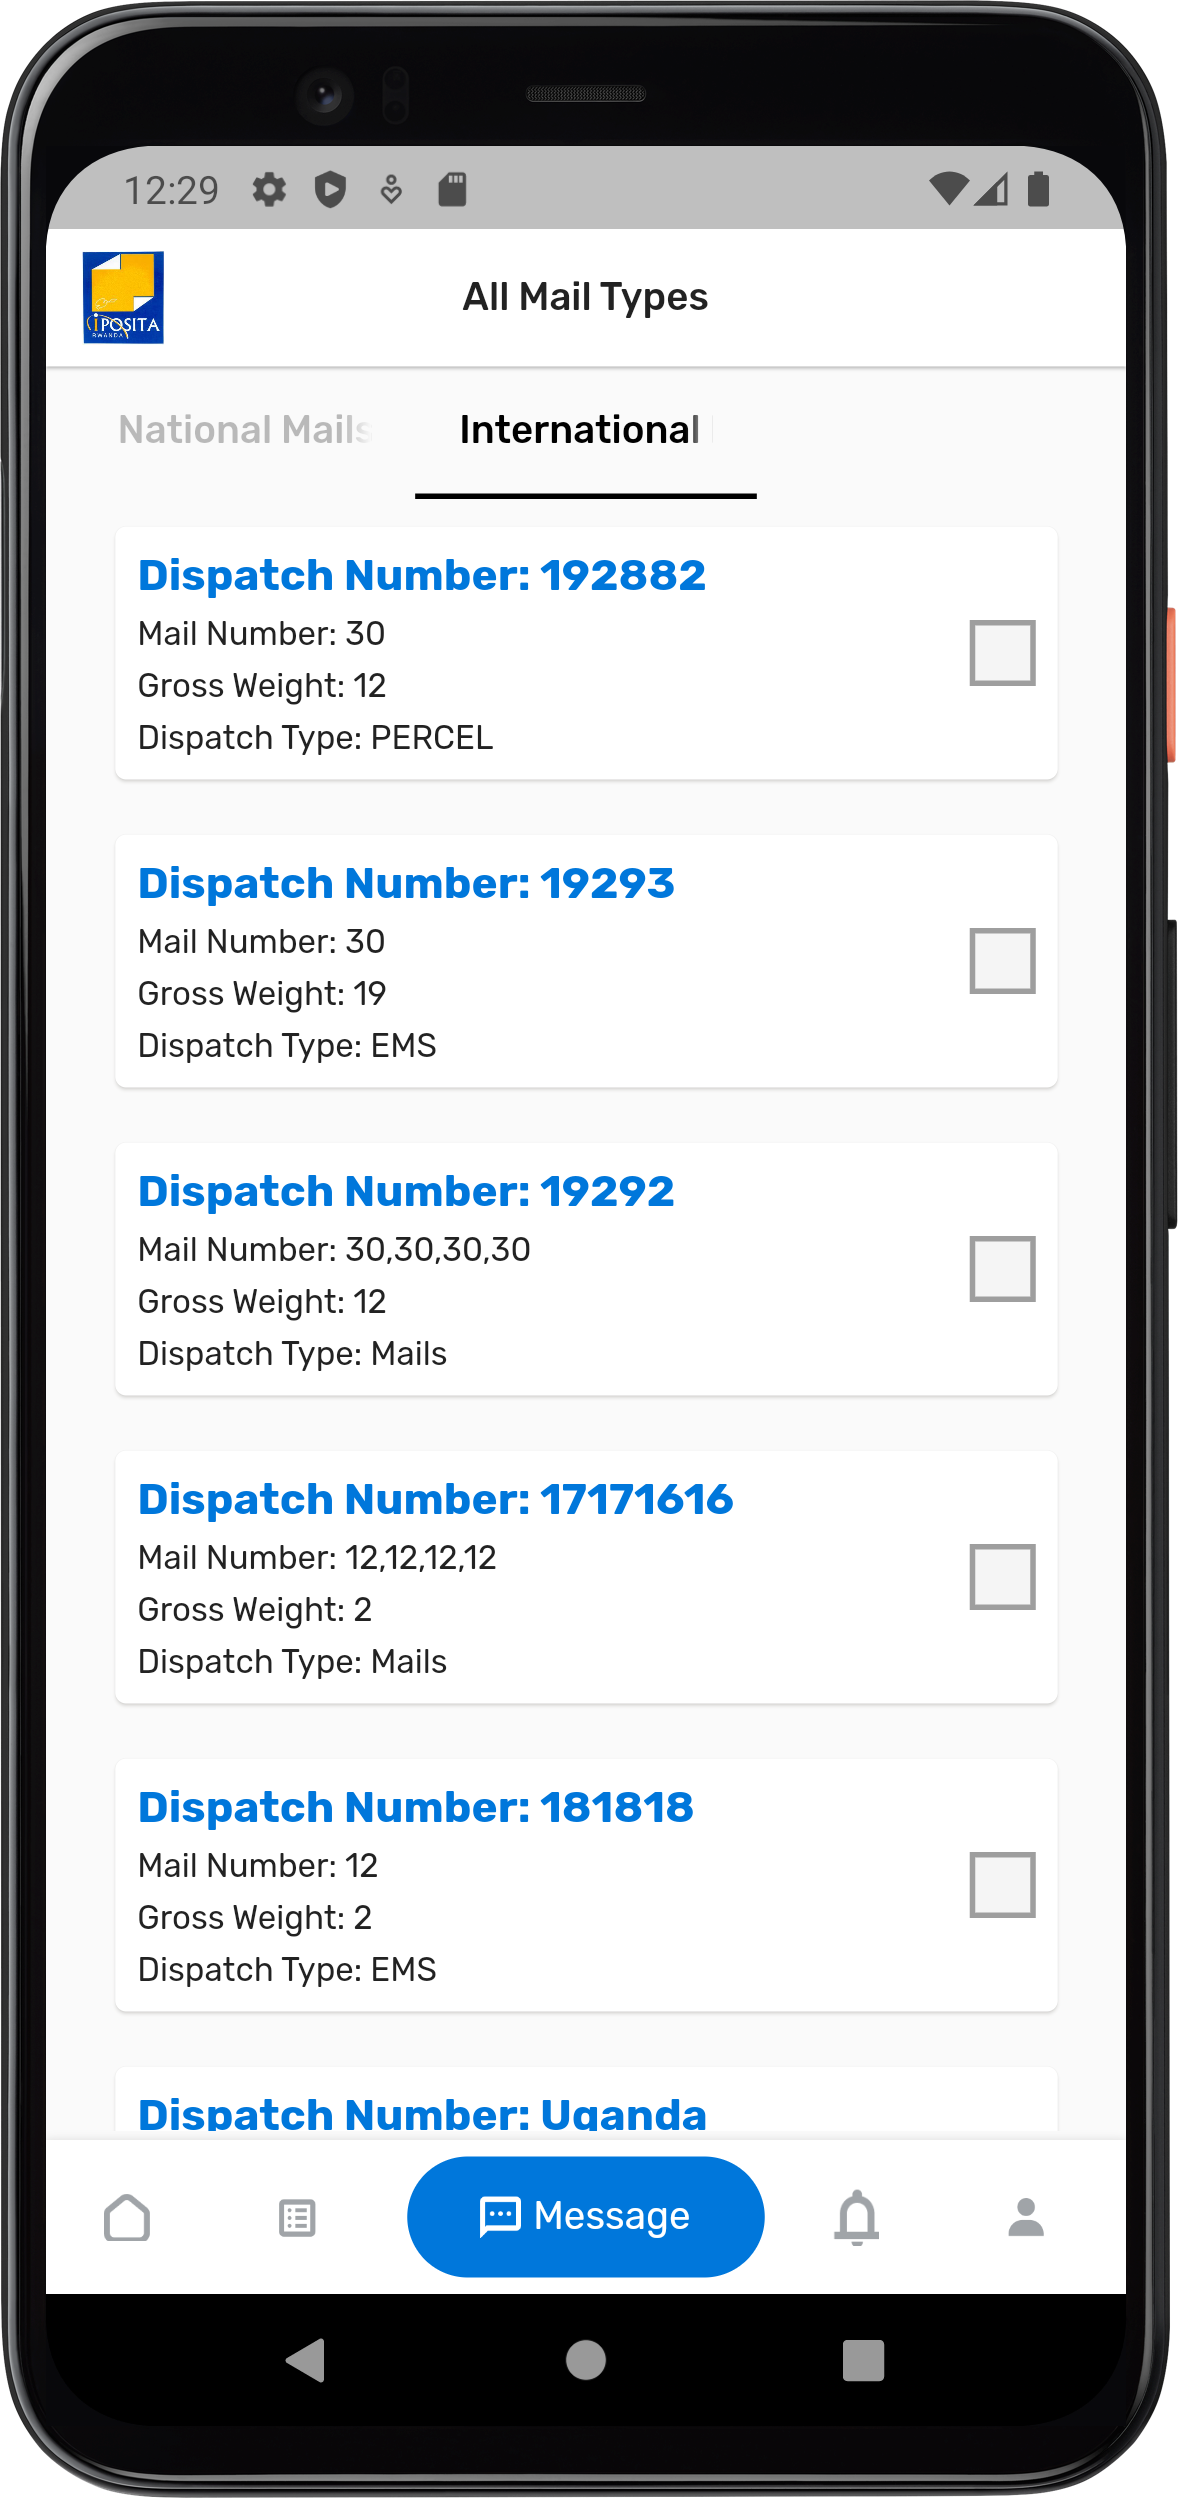 12:29
iPOSITA
RWANDA
All Mail Types
National Mails
International
Dispatch Number: 192882
Mail Number: 30
Gross Weight: 12
Dispatch Type: PERCEL
Dispatch Number: 19293
Mail Number: 30
Gross Weight: 19
Dispatch Type: EMS
Dispatch Number: 19292
Mail Number: 30,30,30,30
Gross Weight: 12
Dispatch Type: Mails
Dispatch Number: 17171616
Mail Number: 12,12,12,12
Gross Weight: 2
Dispatch Type: Mails
Dispatch Number: 181818
Mail Number: 12
Gross Weight: 2
Dispatch Type: EMS
Dispatch Number: Uganda
Message